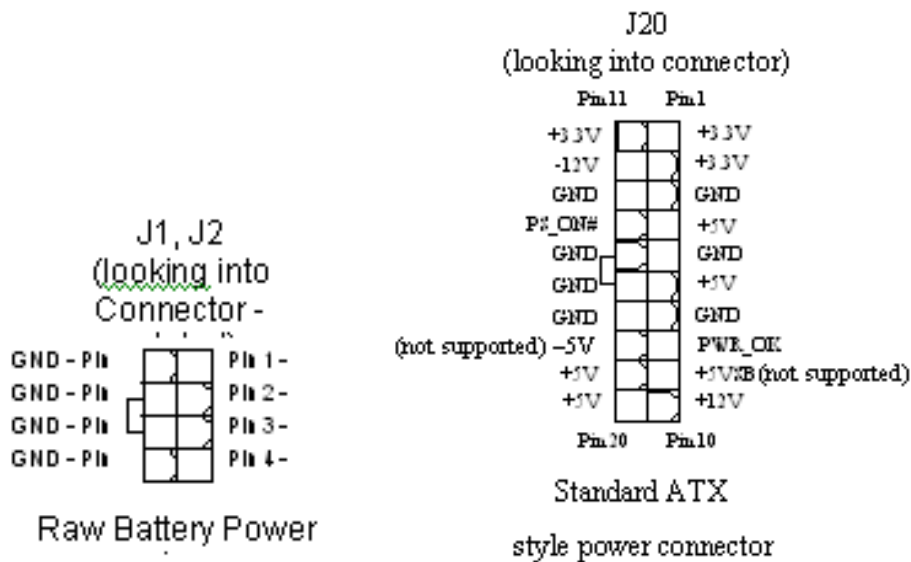 J20
(looking into connector)
Pin11 Pin1
+3.3V +3.3V
-12V +3.3V
GND GND
PS_ON# +5V
GND GND
GND +5V
GND GND
(not supported) –5V PWR_OK
+5V +5VSB(not supported)
+5V +12V
Pin20 Pin10
Standard ATX
style power connector
J1, J2
(looking into
Connector -
GND - Pin Pin 1 -
GND - Pin Pin 2 -
GND - Pin Pin 3 -
GND - Pin Pin 4 -
Raw Battery Power